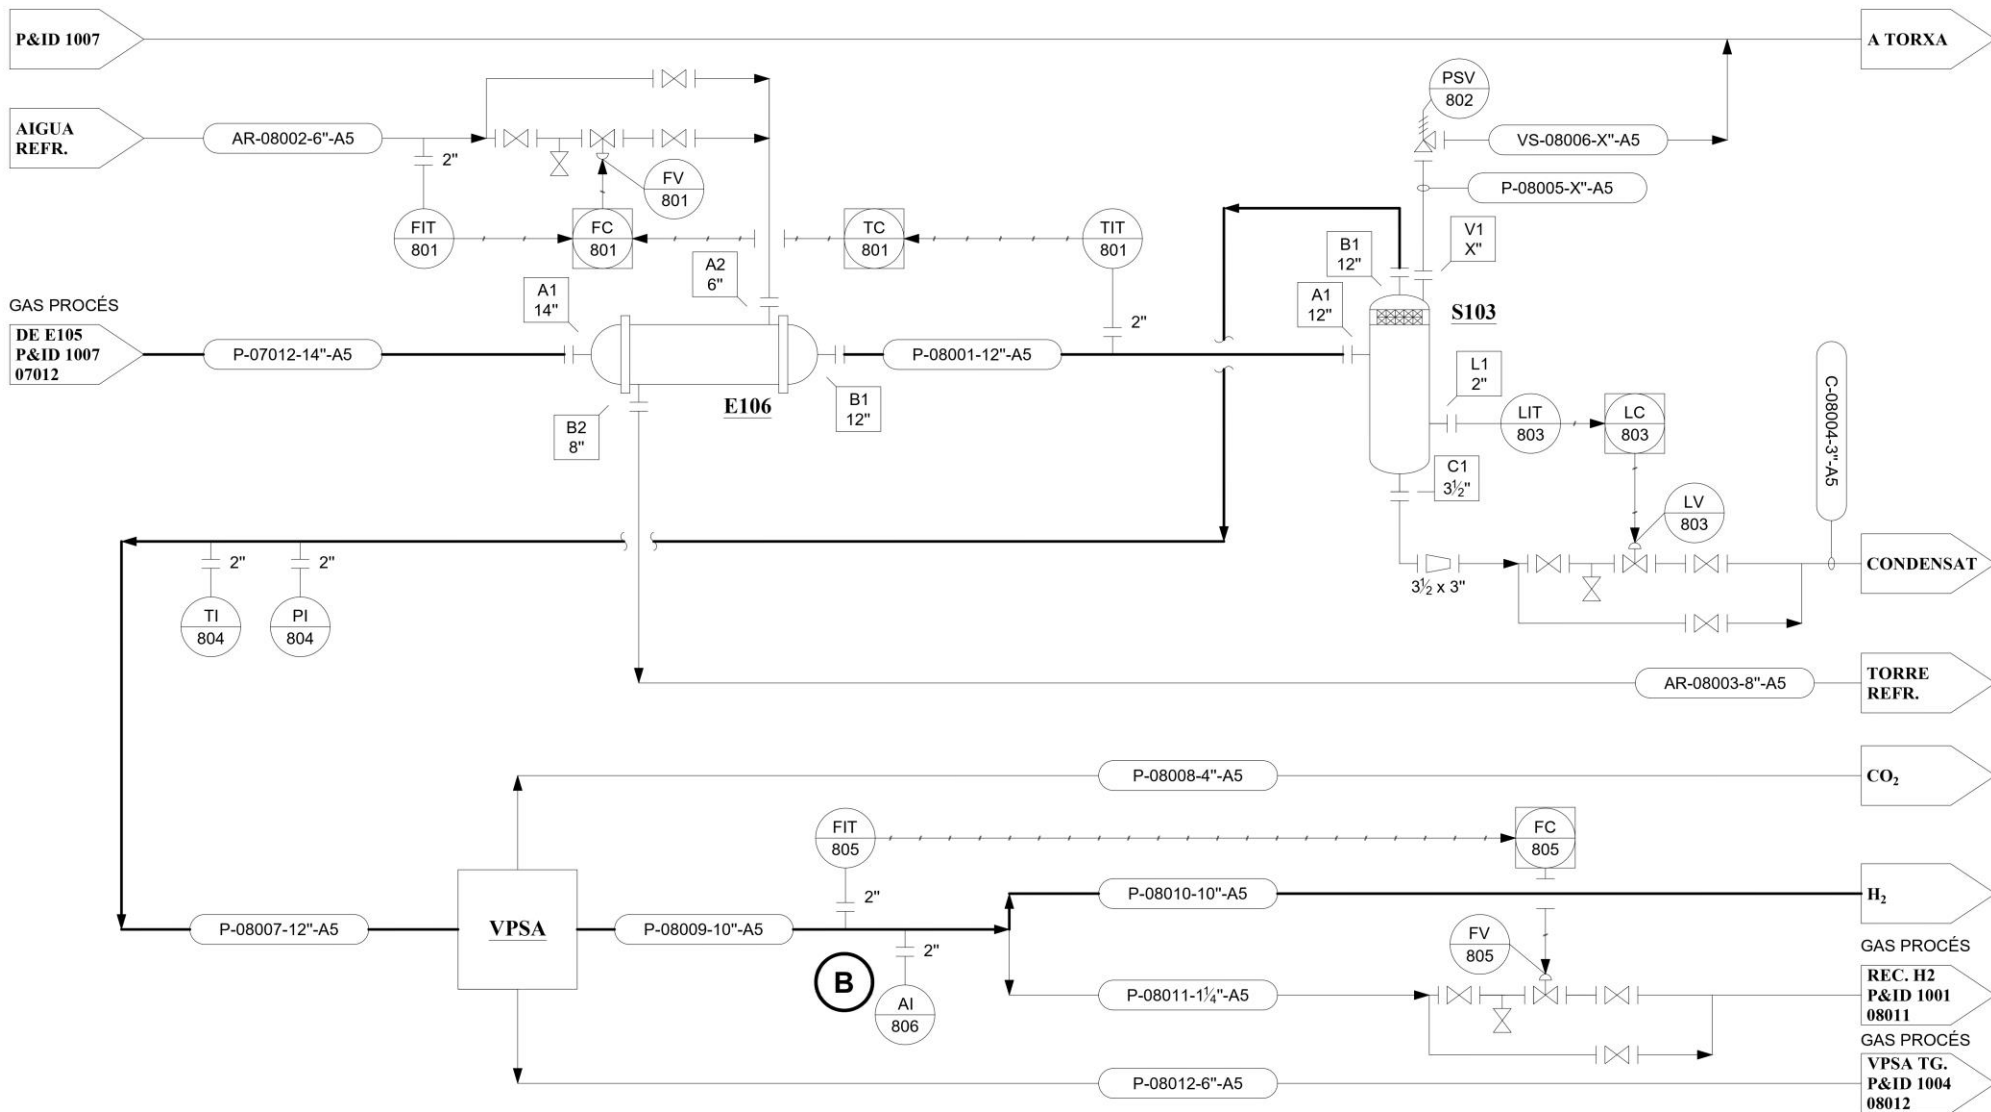 P&ID 1007
A TORXA
PSV
802
AIGUA
REFR.
AR-08002-6"-A5
2"
VS-08006-X"-A5
FV
801
P-08005-X"-A5
FIT
801
FC
801
TC
801
TIT
801
B1
12"
V1
X"
A2
6"
A1
14"
A1
12"
S103
GAS PROCÉS
DE E105
P&ID 1007
07012
P-07012-14"-A5
P-08001-12"-A5
2"
E106
B1
12"
B2
8"
L1
2"
LIT
803
LC
803
C-08004-3"-A5
C1
3½"
LV
803
3½ x 3"
CONDENSAT
2"
2"
TI
804
PI
804
AR-08003-8"-A5
TORRE
REFR.
P-08008-4"-A5
CO₂
FIT
805
FC
805
2"
P-08010-10"-A5
H₂
P-08007-12"-A5
VPSA
P-08009-10"-A5
2"
B
AI
806
FV
805
GAS PROCÉS
REC. H2
P&ID 1001
08011
P-08011-1¼"-A5
GAS PROCÉS
VPSA TG.
P&ID 1004
08012
P-08012-6"-A5